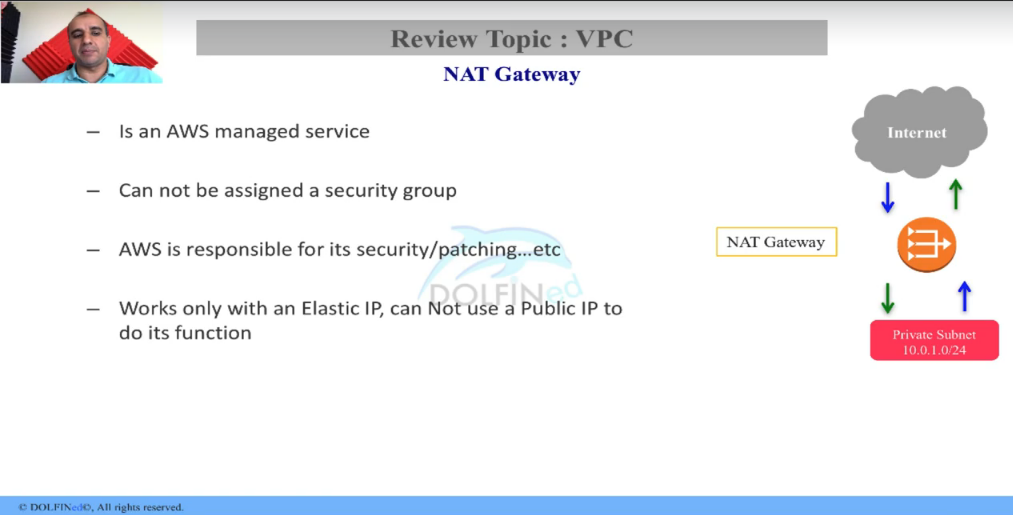 Review Topic : VPC
NAT Gateway
– Is an AWS managed service
– Can not be assigned a security group
– AWS is responsible for its security/patching...etc
– Works only with an Elastic IP, can Not use a Public IP to
do its function
DOLFINed
Internet
NAT Gateway
Private Subnet
10.0.1.0/24
© DOLFINed©, All rights reserved.